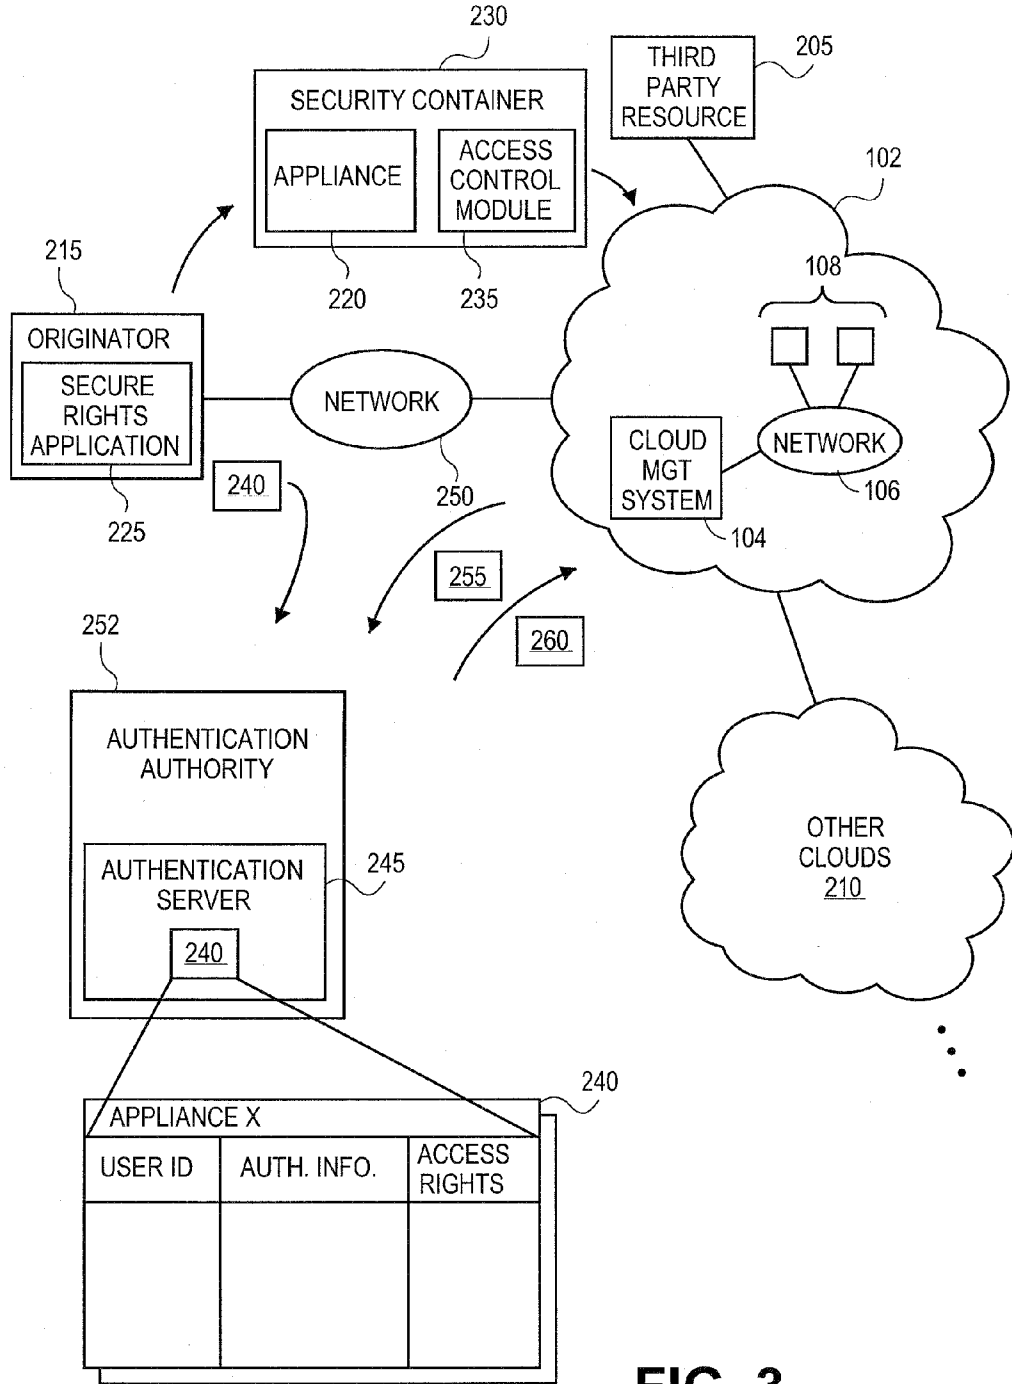 230
THIRD
PARTY
RESOURCE
205
SECURITY CONTAINER
APPLIANCE
ACCESS
CONTROL
MODULE
102
215
220
235
108
ORIGINATOR
SECURE
RIGHTS
APPLICATION
NETWORK
CLOUD
MGT
SYSTEM
NETWORK
240
250
106
225
104
255
252
260
AUTHENTICATION
AUTHORITY
OTHER
CLOUDS
210
AUTHENTICATION
SERVER
245
240
240
APPLIANCE X
USER ID
AUTH. INFO.
ACCESS
RIGHTS
FIG. 3